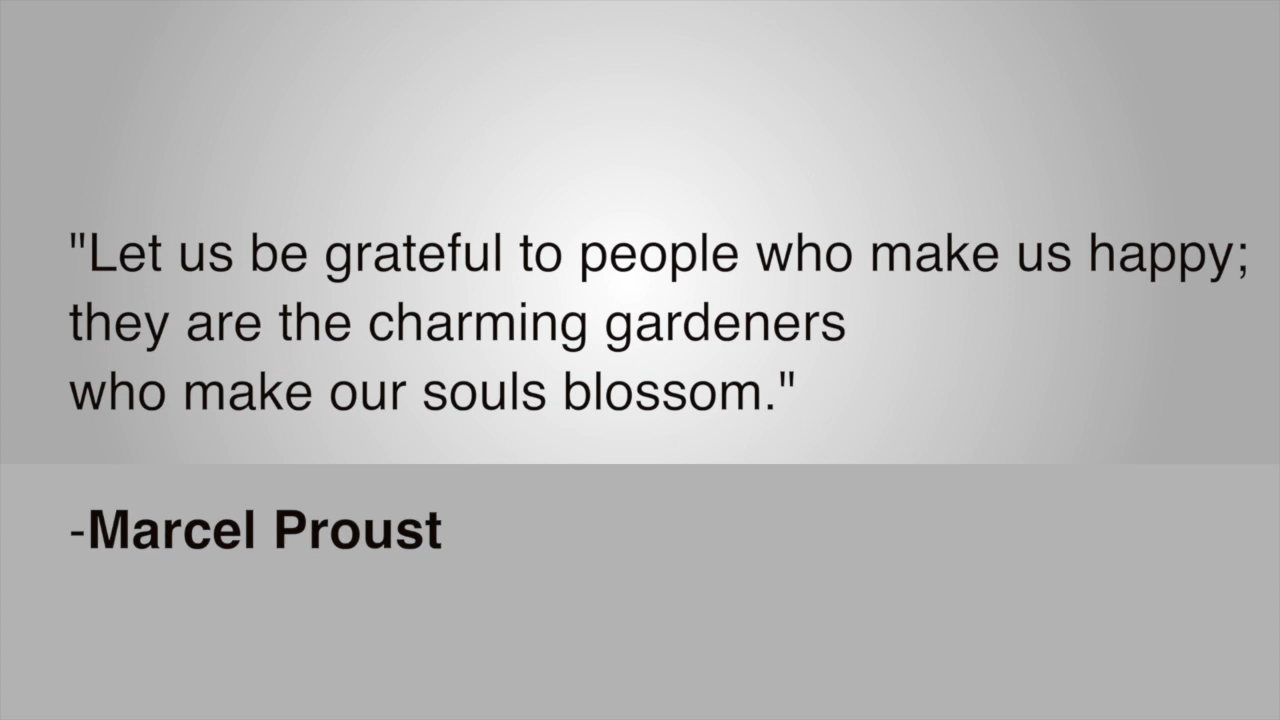 "Let us be grateful to people who make us happy;
they are the charming gardeners
who make our souls blossom."
-Marcel Proust